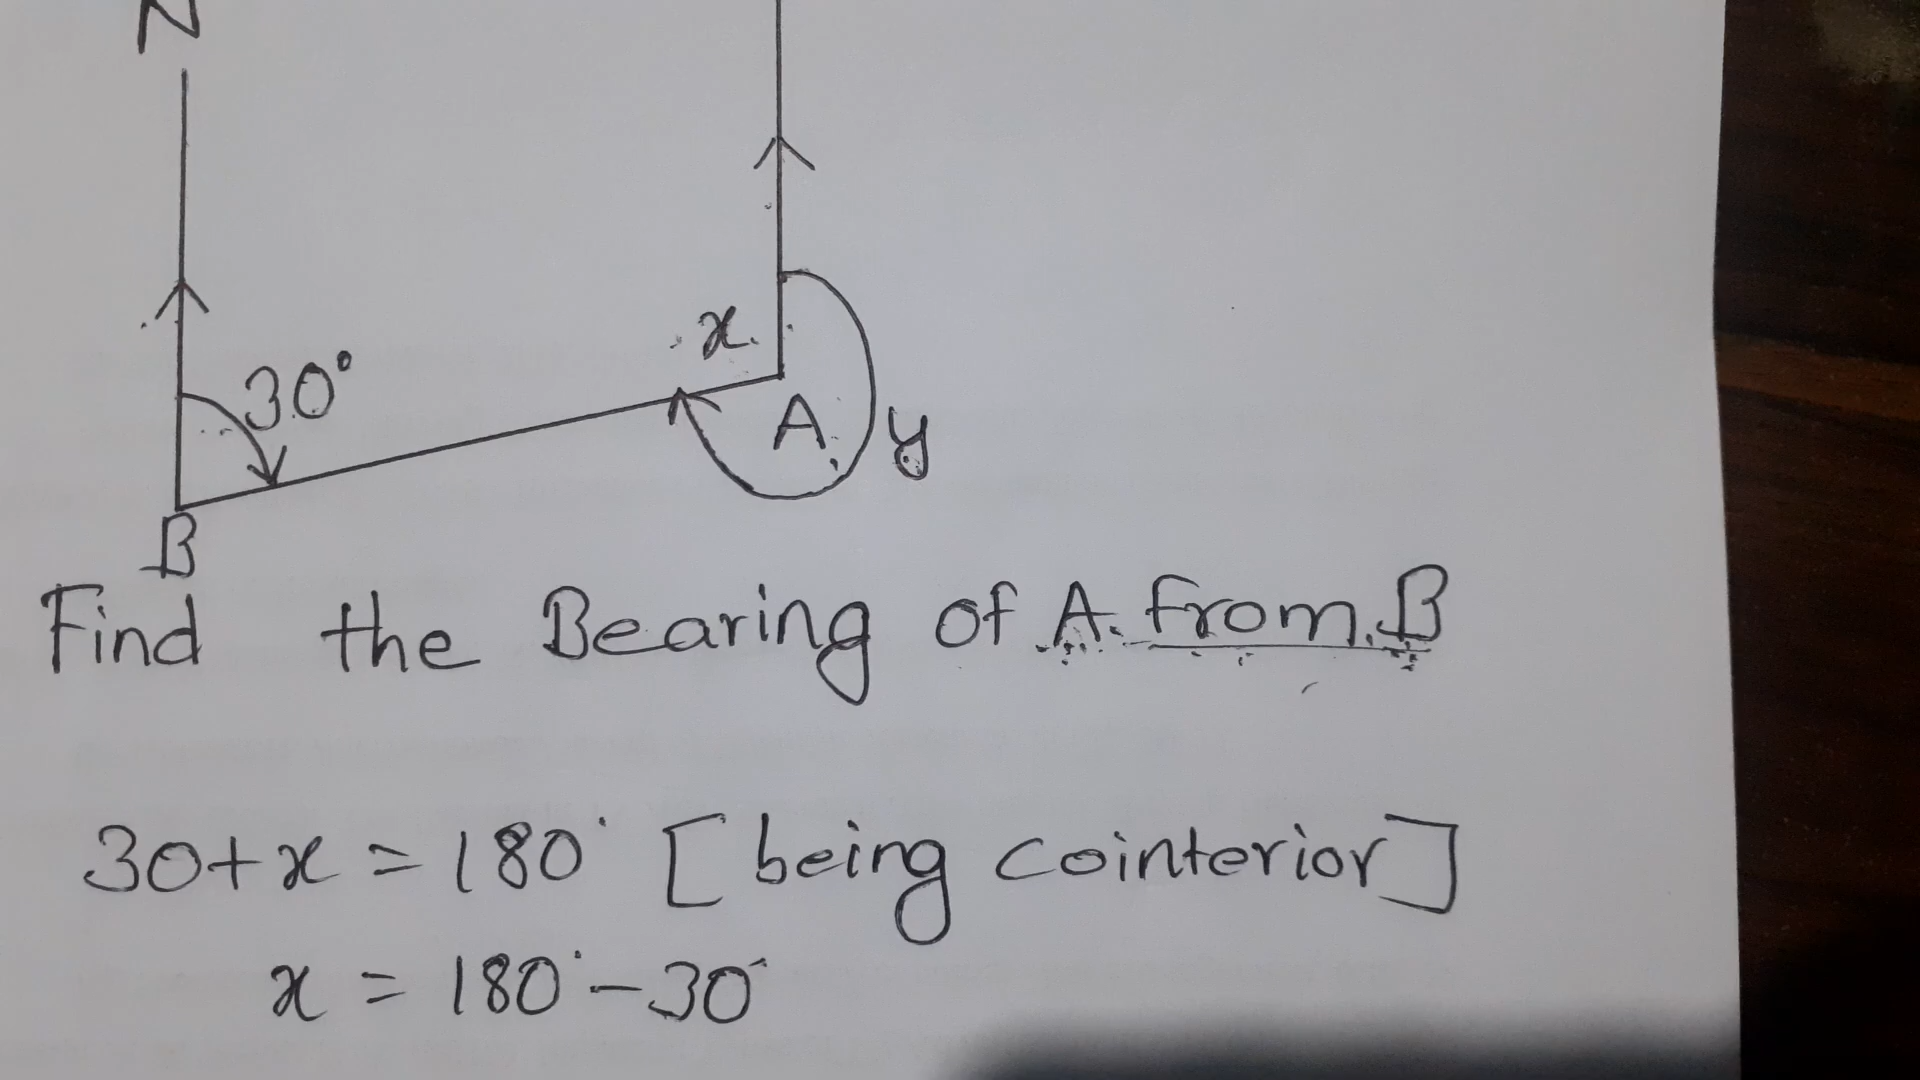 N
x
30°
A
y
B
Find the Bearing of A from B
30+x = 180° [being cointerior]
x = 180° - 30°